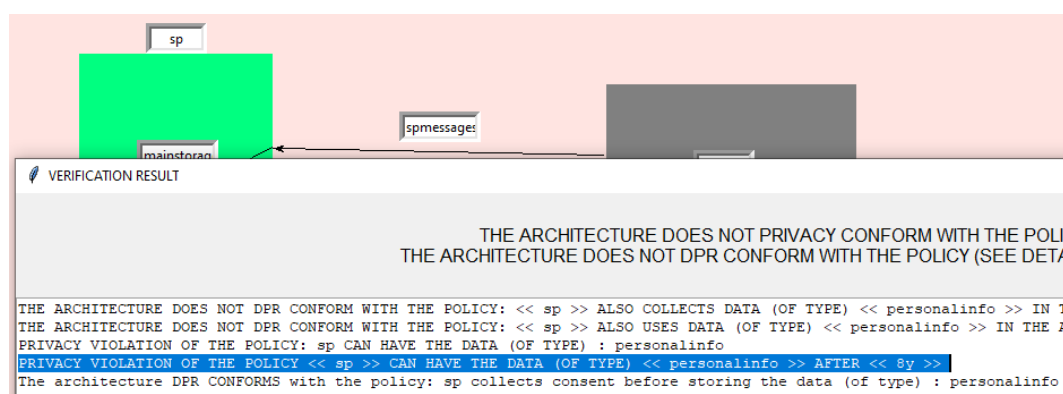 sp
spmessages
mainstorag
VERIFICATION RESULT
THE ARCHITECTURE DOES NOT PRIVACY CONFORM WITH THE POLI
THE ARCHITECTURE DOES NOT DPR CONFORM WITH THE POLICY (SEE DETA
THE ARCHITECTURE DOES NOT DPR CONFORM WITH THE POLICY: << sp >> ALSO COLLECTS DATA (OF TYPE) << personalinfo >> IN T
THE ARCHITECTURE DOES NOT DPR CONFORM WITH THE POLICY: << sp >> ALSO USES DATA (OF TYPE) << personalinfo >> IN THE A
PRIVACY VIOLATION OF THE POLICY: sp CAN HAVE THE DATA (OF TYPE) : personalinfo
PRIVACY VIOLATION OF THE POLICY << sp >> CAN HAVE THE DATA (OF TYPE) << personalinfo >> AFTER << 8y >>
The architecture DPR CONFORMS with the policy: sp collects consent before storing the data (of type) : personalinfo